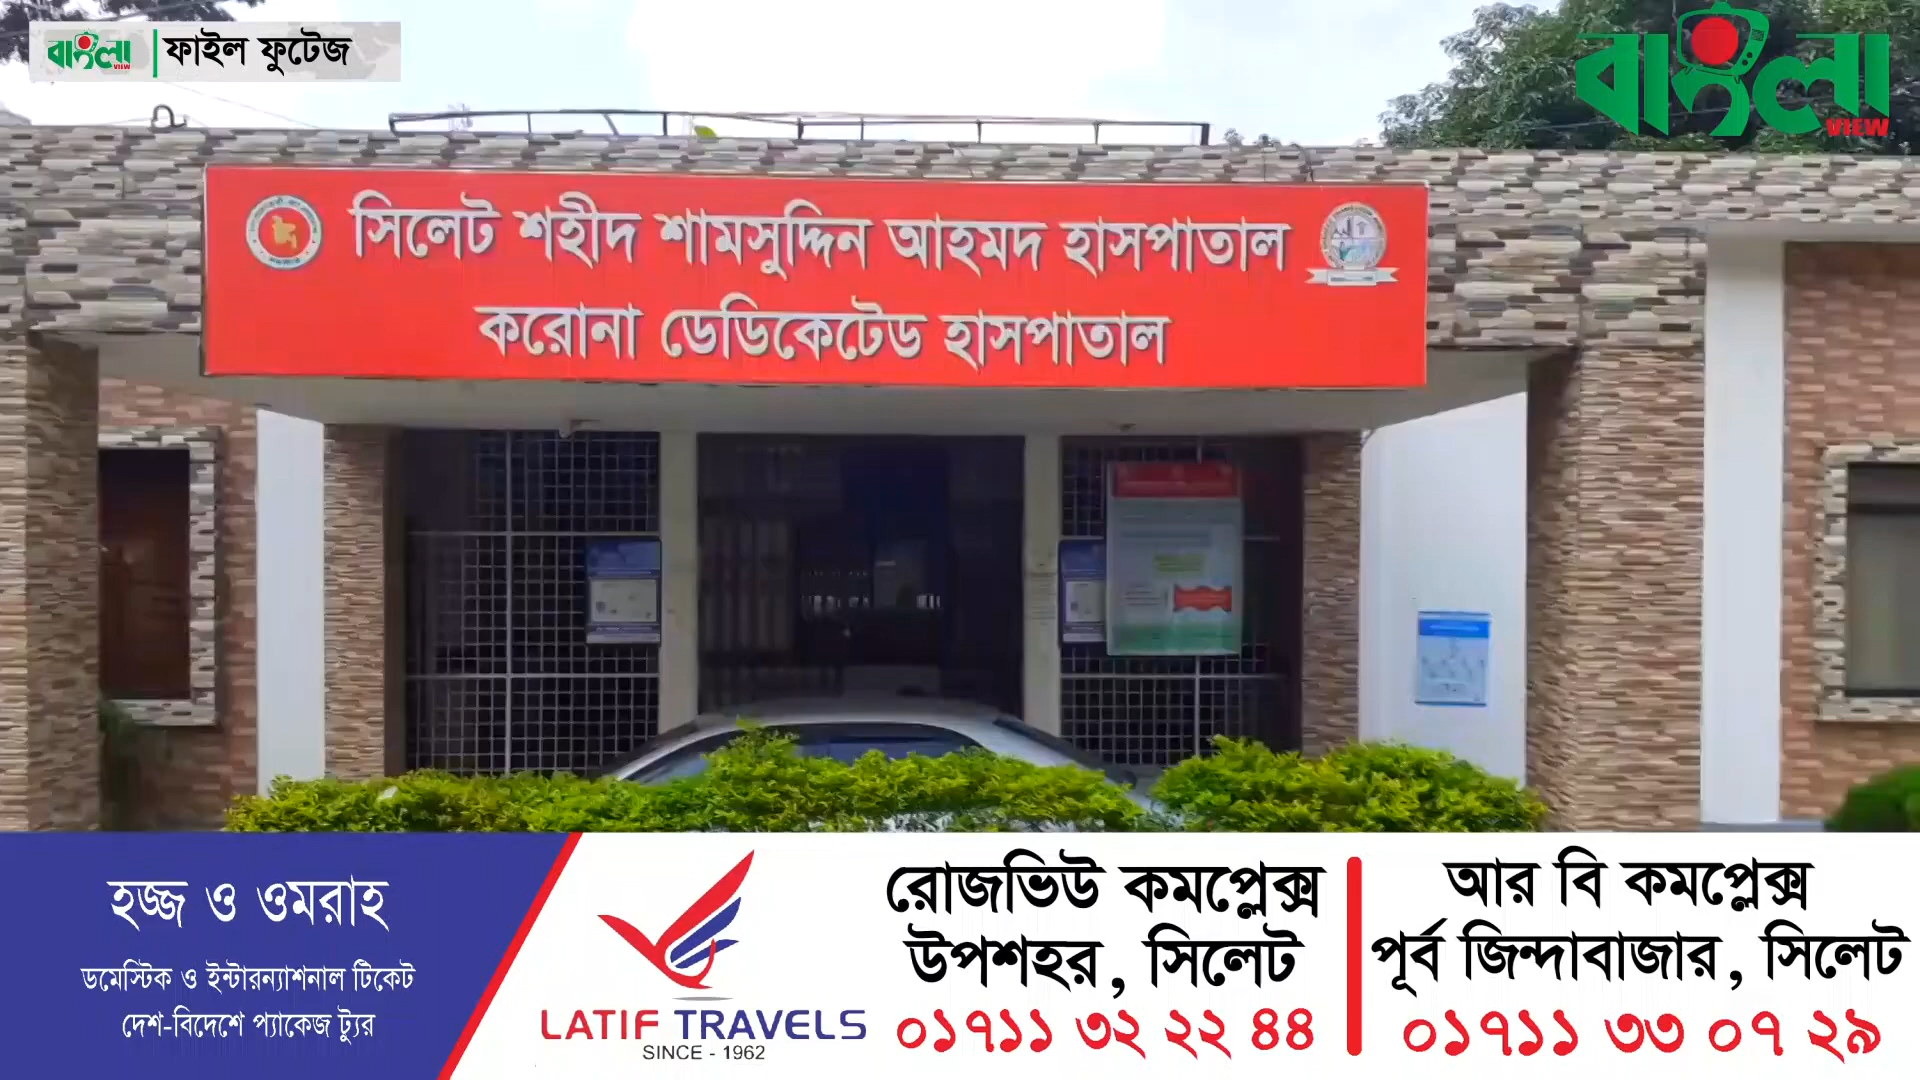 বাংলা VIEW
ফাইল ফুটেজ
বাংলা
VIEW
সিলেট শহীদ শামসুদ্দিন আহমদ হাসপাতাল
করোনা ডেডিকেটেড হাসপাতাল
হজ্জ ও ওমরাহ
ডমেস্টিক ও ইন্টারন্যাশনাল টিকেট
দেশ-বিদেশে প্যাকেজ ট্যুর
LATIF TRAVELS
SINCE - 1962
রোজভিউ কমপ্লেক্স
উপশহর, সিলেট
০১৭১১ ৩২ ২২ ৪৪
আর বি কমপ্লেক্স
পূর্ব জিন্দাবাজার, সিলেট
০১৭১১ ৩৩ ০৭ ২৯